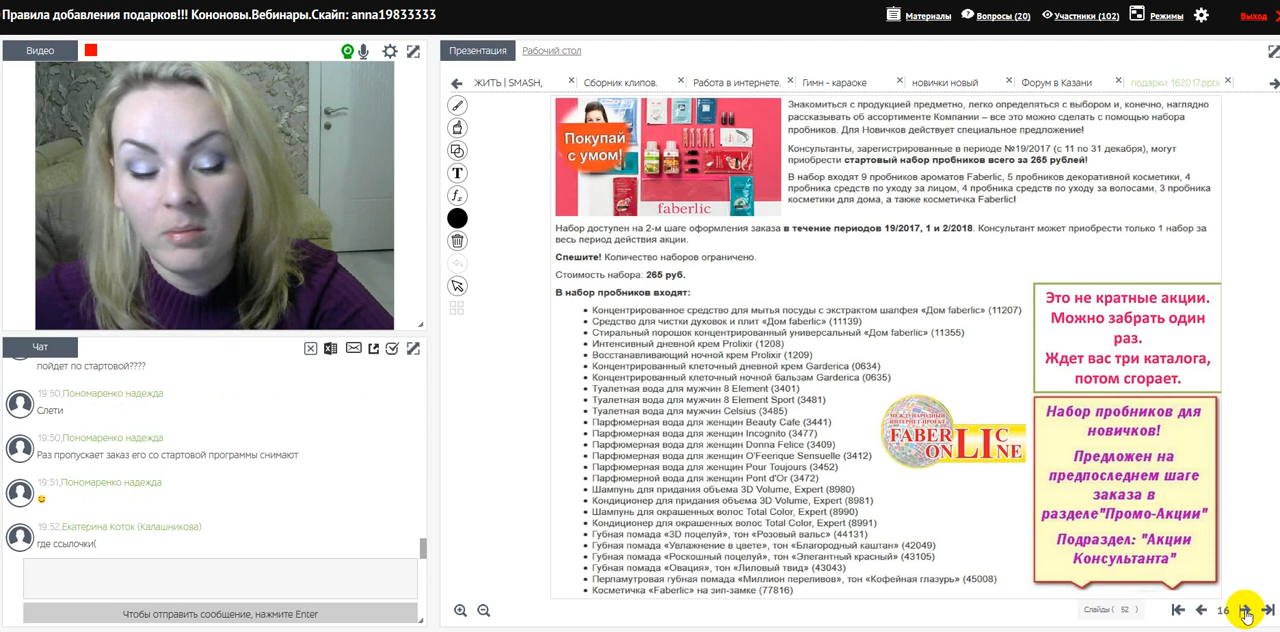 Правила добавления подарков!!! Кононовы.Вебинары.Скайп: anna19833333
Материалы
Вопросы (20)
Участники (102)
Режимы
Выход
Видео
Презентация
Рабочий стол
ЖИТЬ | SMASH,
Сборник клипов.
Работа в интернете.
Гимн - караоке
новички новый
Форум в Казани
подарки 162017.pptx
Покупай
с умом!
faberlic
Знакомиться с продукцией предметно, легко определяться с выбором и, конечно, наглядно
рассказывать об ассортименте Компании – все это можно сделать с помощью набора
пробников. Для Новичков действует специальное предложение!
Консультанты, зарегистрированные в периоде №19/2017 (с 11 по 31 декабря), могут
приобрести стартовый набор пробников всего за 265 рублей!
В набор входят 9 пробников ароматов Faberlic, 5 пробников декоративной косметики, 4
пробника средств по уходу за лицом, 4 пробника средств по уходу за волосами, 3 пробника
косметики для дома, а также косметичка Faberlic!
Набор доступен на 2-м шаге оформления заказа в течение периодов 19/2017, 1 и 2/2018. Консультант может приобрести только 1 набор за
весь период действия акции.
Спешите! Количество наборов ограничено.
Стоимость набора: 265 руб.
В набор пробников входят:
Концентрированное средство для мытья посуды с экстрактом шалфея «Дом faberlic» (11207)
Средство для чистки духовок и плит «Дом faberlic» (11139)
Стиральный порошок концентрированный универсальный «Дом faberlic» (11355)
Интенсивный дневной крем Prolixir (1208)
Восстанавливающий ночной крем Prolixir (1209)
Концентрированный клеточный дневной крем Garderica (0634)
Концентрированный клеточный ночной бальзам Garderica (0635)
Туалетная вода для мужчин 8 Element (3401)
Туалетная вода для мужчин 8 Element Sport (3481)
Туалетная вода для мужчин Celsius (3485)
Парфюмерная вода для женщин Beauty Cafe (3441)
Парфюмерная вода для женщин Incognito (3477)
Парфюмерная вода для женщин Donna Felice (3409)
Парфюмерная вода для женщин O'Feerique Sensuelle (3412)
Парфюмерная вода для женщин Pour Toujours (3452)
Парфюмерной вода для женщин Pont d'Or (3472)
Шампунь для придания объема 3D Volume, Expert (8980)
Кондиционер для придания объема 3D Volume, Expert (8981)
Шампунь для окрашенных волос Total Color, Expert (8990)
Кондиционер для окрашенных волос Total Color, Expert (8991)
Губная помада «3D поцелуй», тон «Розовый вальс» (44131)
Губная помада «Увлажнение в цвете», тон «Благородный каштан» (42049)
Губная помада «Роскошный поцелуй», тон «Элегантный красный» (43105)
Губная помада «Овация», тон «Лиловый твид» (43043)
Перламутровая губная помада «Миллион переливов», тон «Кофейная глазурь» (45008)
Косметичка «Faberlic» на зип-замке (77816)
МЕЖДУНАРОДНЫЙ
ИНТЕРНЕТ-ПРОЕКТ
FABERLIC
ONLINE
Это не кратные акции.
Можно забрать один
раз.
Ждет вас три каталога,
потом сгорает.
Набор пробников для
новичков!
Предложен на
предпоследнем шаге
заказа в
разделе"Промо-Акции"
Подраздел: "Акции
Консультанта"
Слайды ( 52 )
16
Чат
пойдет по стартовой????
19:50,Пономаренко надежда
Слети
19:50,Пономаренко надежда
Раз пропускает заказ его со стартовой программы снимают
19:51,Пономаренко надежда
19:52,Екатерина Коток (Калашникова)
где ссылочки(
Чтобы отправить сообщение, нажмите Enter